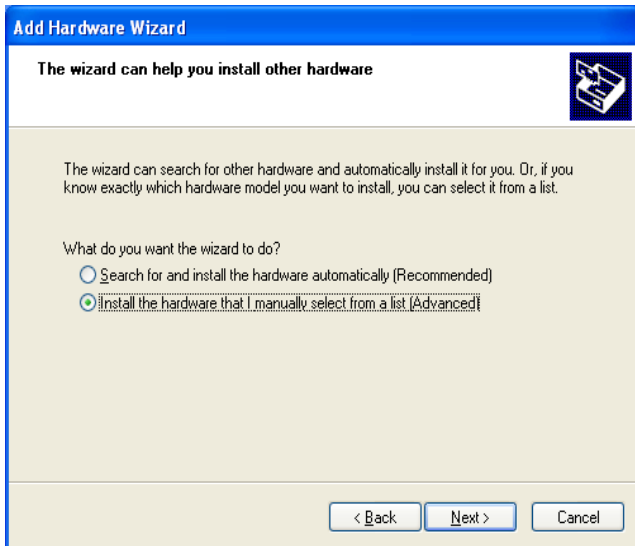 Add Hardware Wizard
The wizard can help you install other hardware
The wizard can search for other hardware and automatically install it for you. Or, if you
know exactly which hardware model you want to install, you can select it from a list.
What do you want the wizard to do?
Search for and install the hardware automatically (Recommended)
Install the hardware that I manually select from a list (Advanced)
< Back Next > Cancel